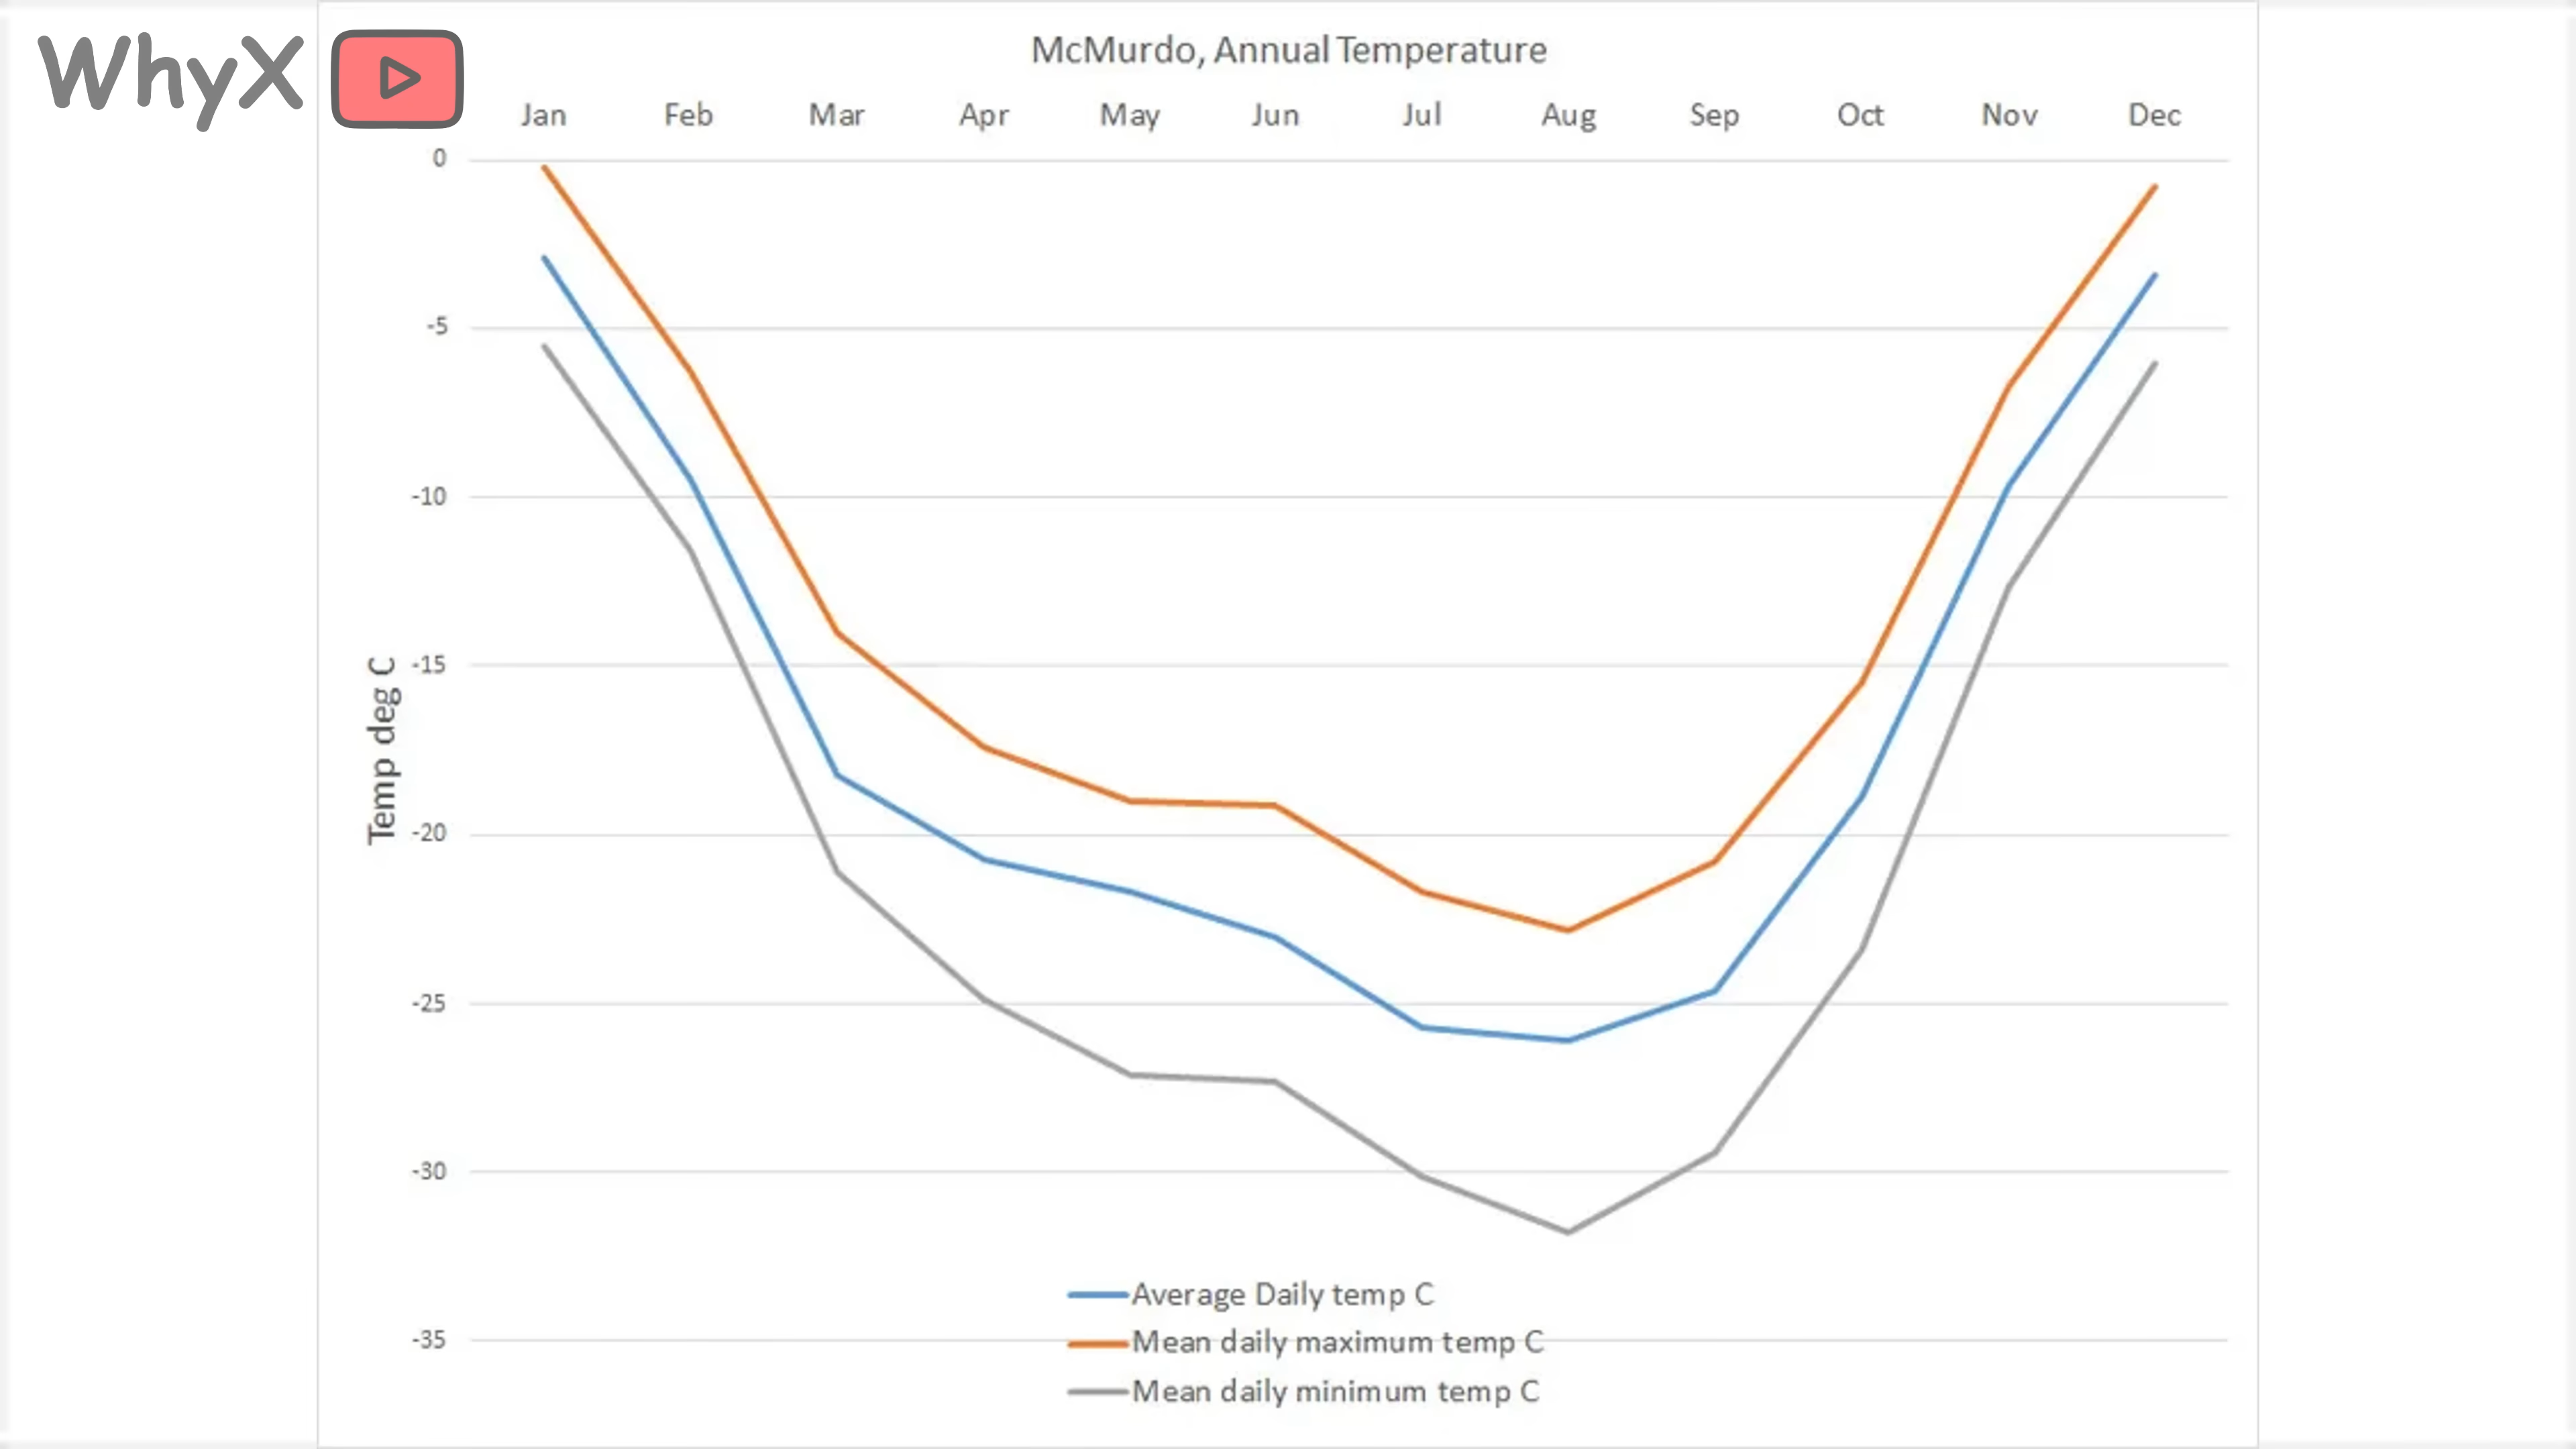 WhyX
McMurdo, Annual Temperature
Jan Feb Mar Apr May Jun Jul Aug Sep Oct Nov Dec
0
-5
-10
-15
-20
-25
-30
-35
Temp deg C
Average Daily temp C
Mean daily maximum temp C
Mean daily minimum temp C